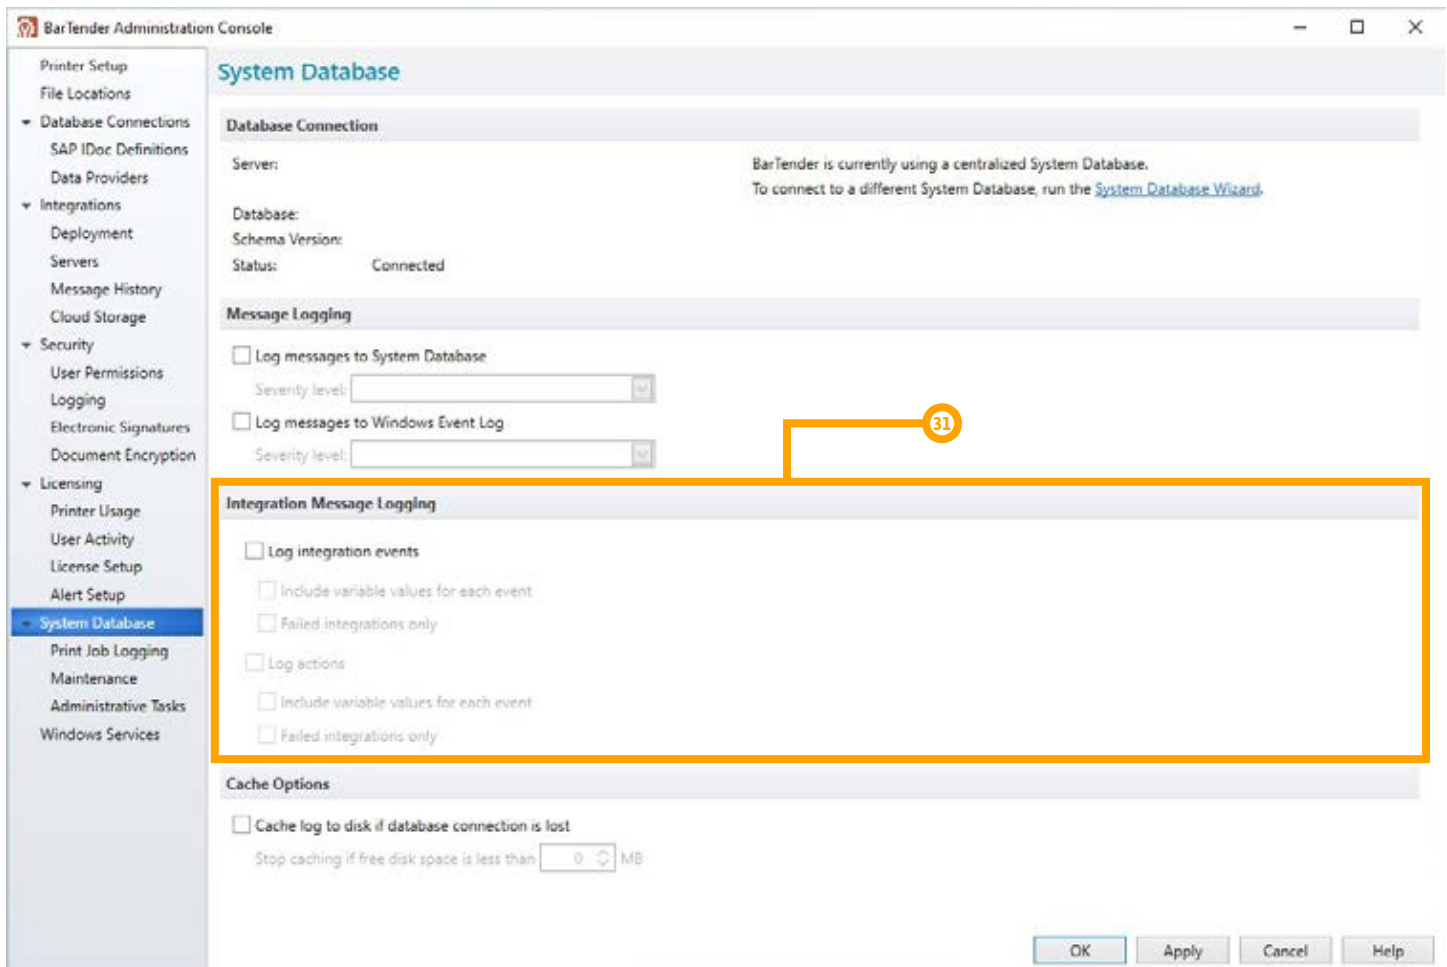 BarTender Administration Console
Printer Setup
File Locations
Database Connections
SAP IDoc Definitions
Data Providers
Integrations
Deployment
Servers
Message History
Cloud Storage
Security
User Permissions
Logging
Electronic Signatures
Document Encryption
Licensing
Printer Usage
User Activity
License Setup
Alert Setup
System Database
Print Job Logging
Maintenance
Administrative Tasks
Windows Services
System Database
Database Connection
Server:
BarTender is currently using a centralized System Database.
To connect to a different System Database, run the System Database Wizard.
Database:
Schema Version:
Status: Connected
Message Logging
Log messages to System Database
Severity level:
Log messages to Windows Event Log
Severity level:
31
Integration Message Logging
Log integration events
Include variable values for each event
Failed integrations only
Log actions
Include variable values for each event
Failed integrations only
Cache Options
Cache log to disk if database connection is lost
Stop caching if free disk space is less than 0 MB
OK Apply Cancel Help